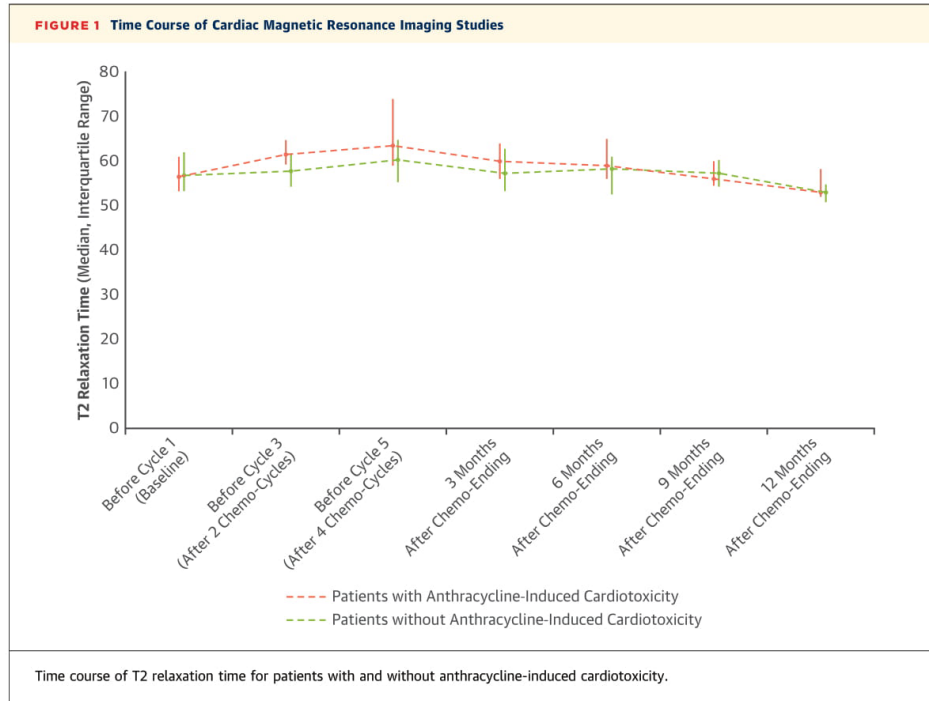 FIGURE 1 Time Course of Cardiac Magnetic Resonance Imaging Studies
T2 Relaxation Time (Median, Interquartile Range)
80
70
60
50
40
30
20
10
0
Before Cycle 1
(Baseline)
Before Cycle 3
(After 2 Chemo-Cycles)
Before Cycle 5
(After 4 Chemo-Cycles)
3 Months
After Chemo-Ending
6 Months
After Chemo-Ending
9 Months
After Chemo-Ending
12 Months
After Chemo-Ending
Patients with Anthracycline-Induced Cardiotoxicity
Patients without Anthracycline-Induced Cardiotoxicity
Time course of T2 relaxation time for patients with and without anthracycline-induced cardiotoxicity.